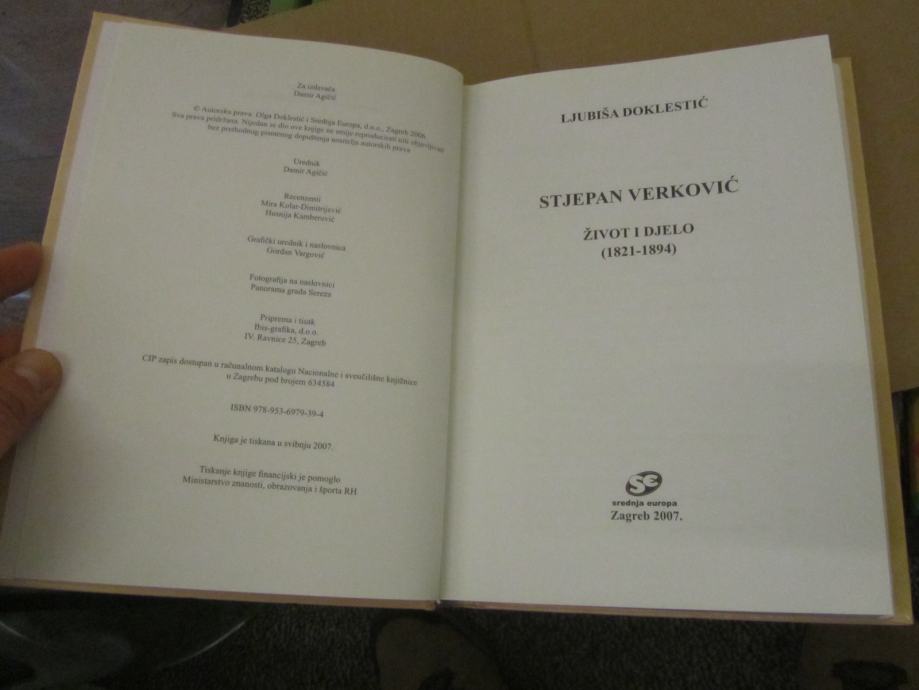 Za izdavača
Damir Agičić
© Autorska prava: Olga Doklestić i Srednja Europa, d.o.o., Zagreb 2006.
Sva prava pridržana. Nijedan se dio ove knjige ne smije reproducirati niti objavljivati
bez prethodnog pismenog dopuštenja nositelja autorskih prava
Urednik
Damir Agičić
Recenzenti
Mira Kolar-Dimitrijević
Husnija Kamberović
Grafički urednik i naslovnica
Gordan Vargović
Fotografija na naslovnici
Panorama grada Sereza
Priprema i tisak
Ibis-grafika, d.o.o.
IV. Ravnice 25, Zagreb
CIP zapis dostupan u računalnom katalogu Nacionalne i sveučilišne knjižnice
u Zagrebu pod brojem 634584
ISBN 978-953-6979-39-4
Knjiga je tiskana u svibnju 2007.
Tiskanje knjige financijski je pomoglo
Ministarstvo znanosti, obrazovanja i športa RH
LJUBIŠA DOKLESTIĆ
STJEPAN VERKOVIĆ
ŽIVOT I DJELO
(1821-1894)
srednja europa
Zagreb 2007.